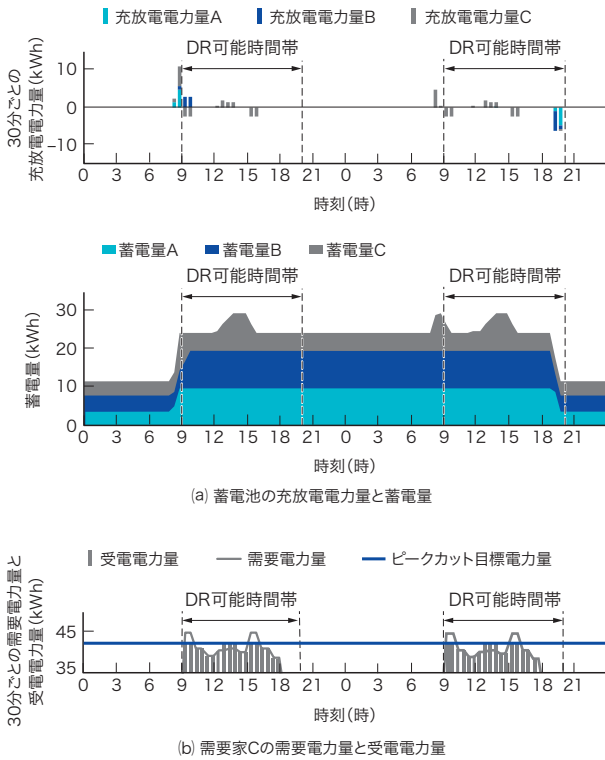 充放電電力量A 充放電電力量B 充放電電力量C
DR可能時間帯 DR可能時間帯
30分ごとの
充放電電力量(kWh)
10
0
−10
0 3 6 9 12 15 18 21 0 3 6 9 12 15 18 21
時刻(時)
蓄電量A 蓄電量B 蓄電量C
DR可能時間帯 DR可能時間帯
蓄電量(kWh)
30
20
10
0
0 3 6 9 12 15 18 21 0 3 6 9 12 15 18 21
時刻(時)
(a) 蓄電池の充放電電力量と蓄電量
受電電力量 需要電力量 ピークカット目標電力量
DR可能時間帯 DR可能時間帯
30分ごとの需要電力量と
受電電力量(kWh)
45
35
0 3 6 9 12 15 18 21 0 3 6 9 12 15 18 21
時刻(時)
(b) 需要家Cの需要電力量と受電電力量